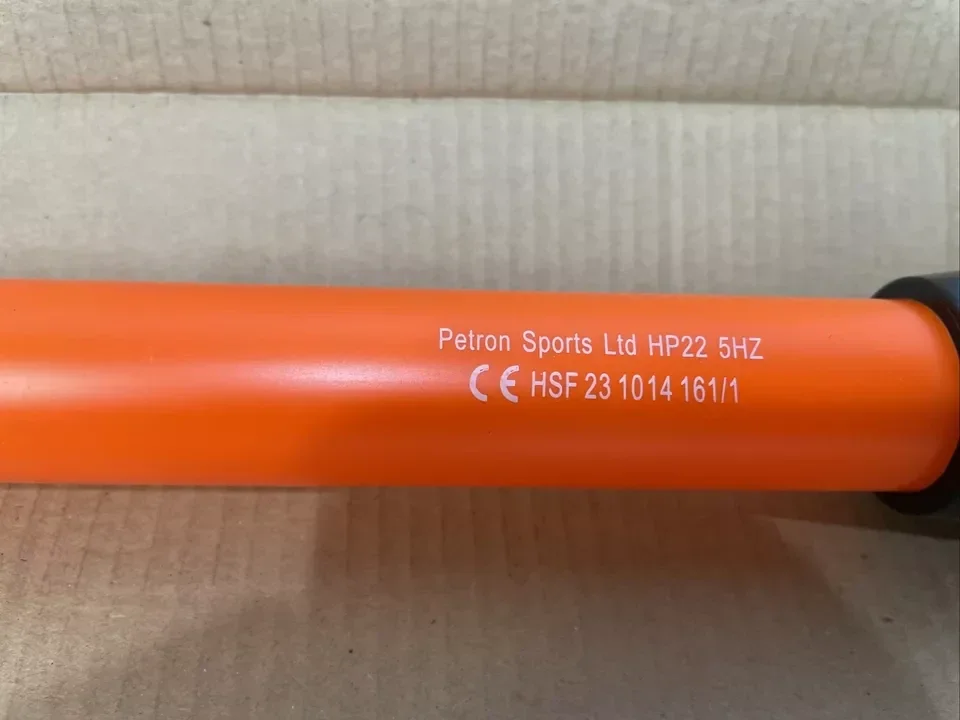 Petron Sports Ltd HP22 5HZ
CE HSF 23 1014 161/1